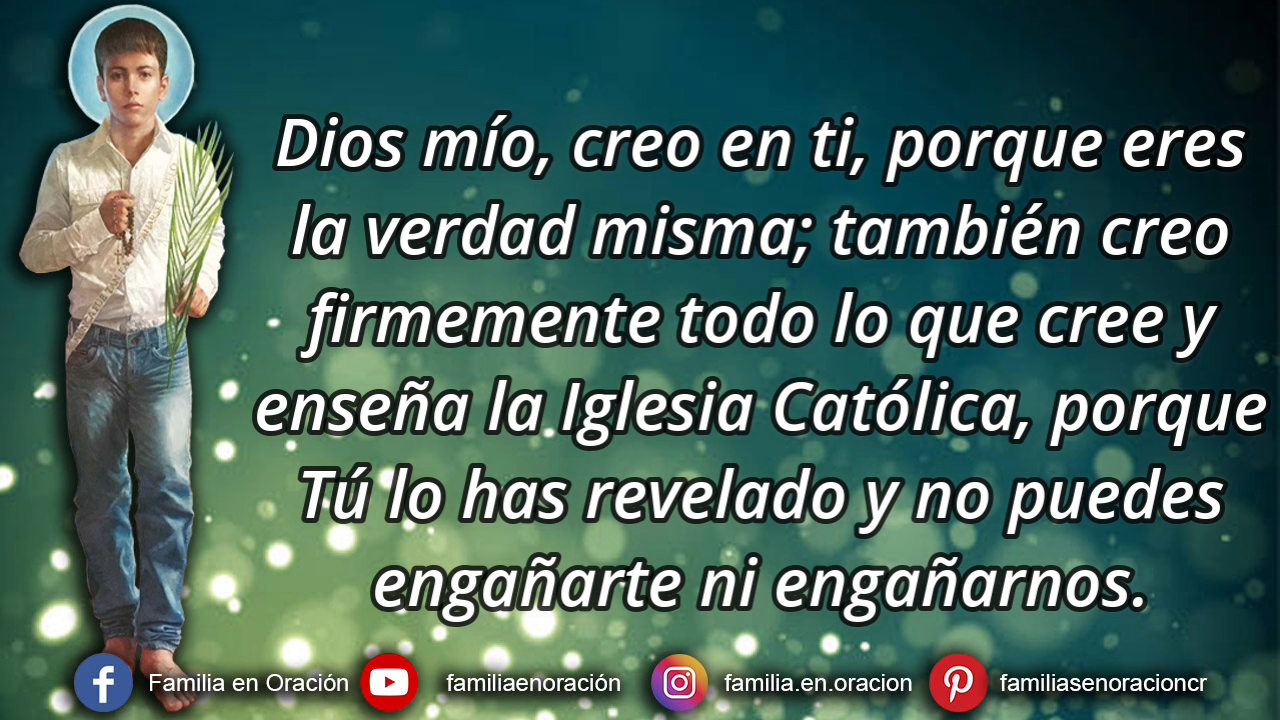 Dios mío, creo en ti, porque eres
la verdad misma; también creo
firmemente todo lo que cree y
enseña la Iglesia Católica, porque
Tú lo has revelado y no puedes
engañarte ni engañarnos.
Familia en Oración
familiaenoración
familia.en.oracion
familiasenoracioncr